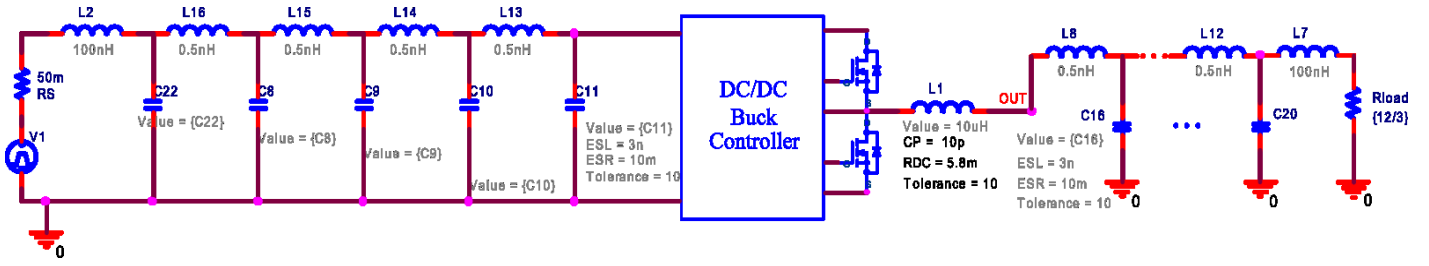 L2
100nH
L16
0.5nH
L15
0.5nH
L14
0.5nH
L13
0.5nH
50m
RS
V1
C22
Value = {C22}
C8
Value = {C8}
C9
Value = {C9}
C10
Value = {C10}
C11
Value = {C11}
ESL = 3n
ESR = 10m
Tolerance = 10
0
DC/DC
Buck
Controller
L1
Value = 10uH
CP = 10p
RDC = 5.8m
Tolerance = 10
OUT
L8
0.5nH
L12
0.5nH
L7
100nH
C16
Value = {C16}
ESL = 3n
ESR = 10m
Tolerance = 10
0
...
C20
0
Rload
{12/3}
0